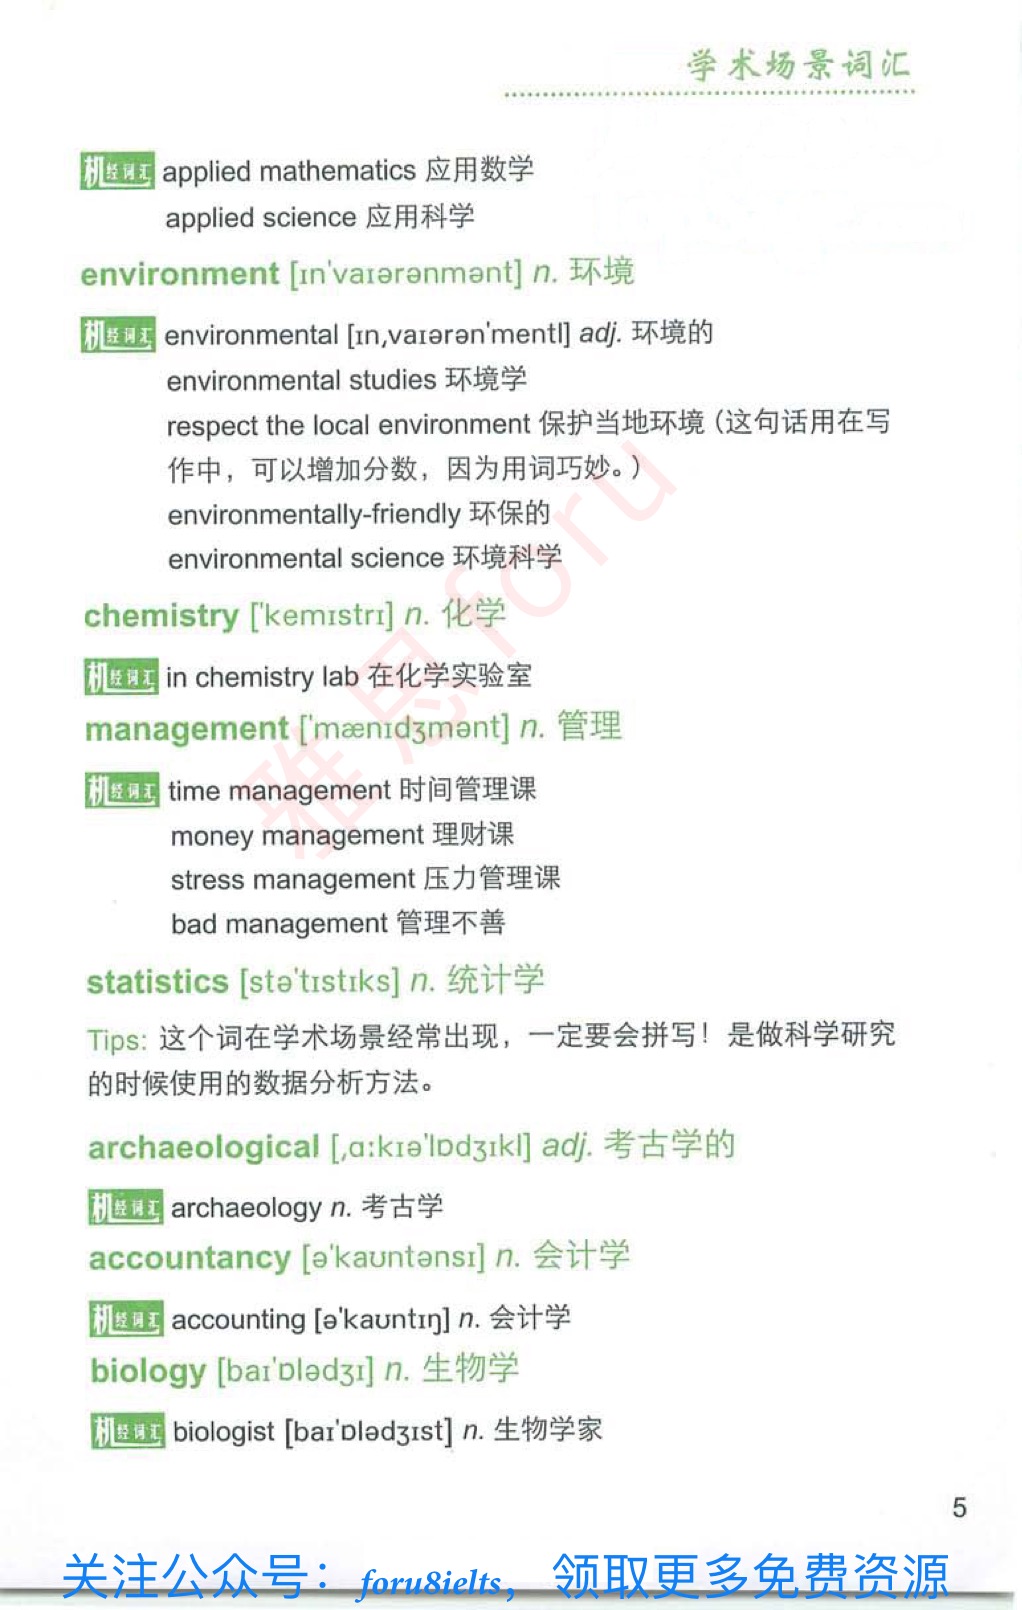 学术场景词汇
机经词汇 applied mathematics 应用数学
applied science 应用科学
environment [ɪn'vaɪərənmənt] n. 环境
机经词汇 environmental [ɪn,vaɪərən'mentl] adj. 环境的
environmental studies 环境学
respect the local environment 保护当地环境（这句话用在写
作中，可以增加分数，因为用词巧妙。）
environmentally-friendly 环保的
environmental science 环境科学
chemistry ['kemɪstrɪ] n. 化学
机经词汇 in chemistry lab 在化学实验室
management ['mænɪdʒmənt] n. 管理
机经词汇 time management 时间管理课
money management 理财课
stress management 压力管理课
bad management 管理不善
statistics [stə'tɪstɪks] n. 统计学
Tips: 这个词在学术场景经常出现，一定要会拼写！是做科学研究
的时候使用的数据分析方法。
archaeological [,ɑ:kɪə'lɒdʒɪkl] adj. 考古学的
机经词汇 archaeology n. 考古学
accountancy [ə'kaʊntənsɪ] n. 会计学
机经词汇 accounting [ə'kaʊntɪŋ] n. 会计学
biology [baɪ'ɒlədʒɪ] n. 生物学
机经词汇 biologist [baɪ'ɒlədʒɪst] n. 生物学家
5
关注公众号：foru8ielts，领取更多免费资源
雅思foru